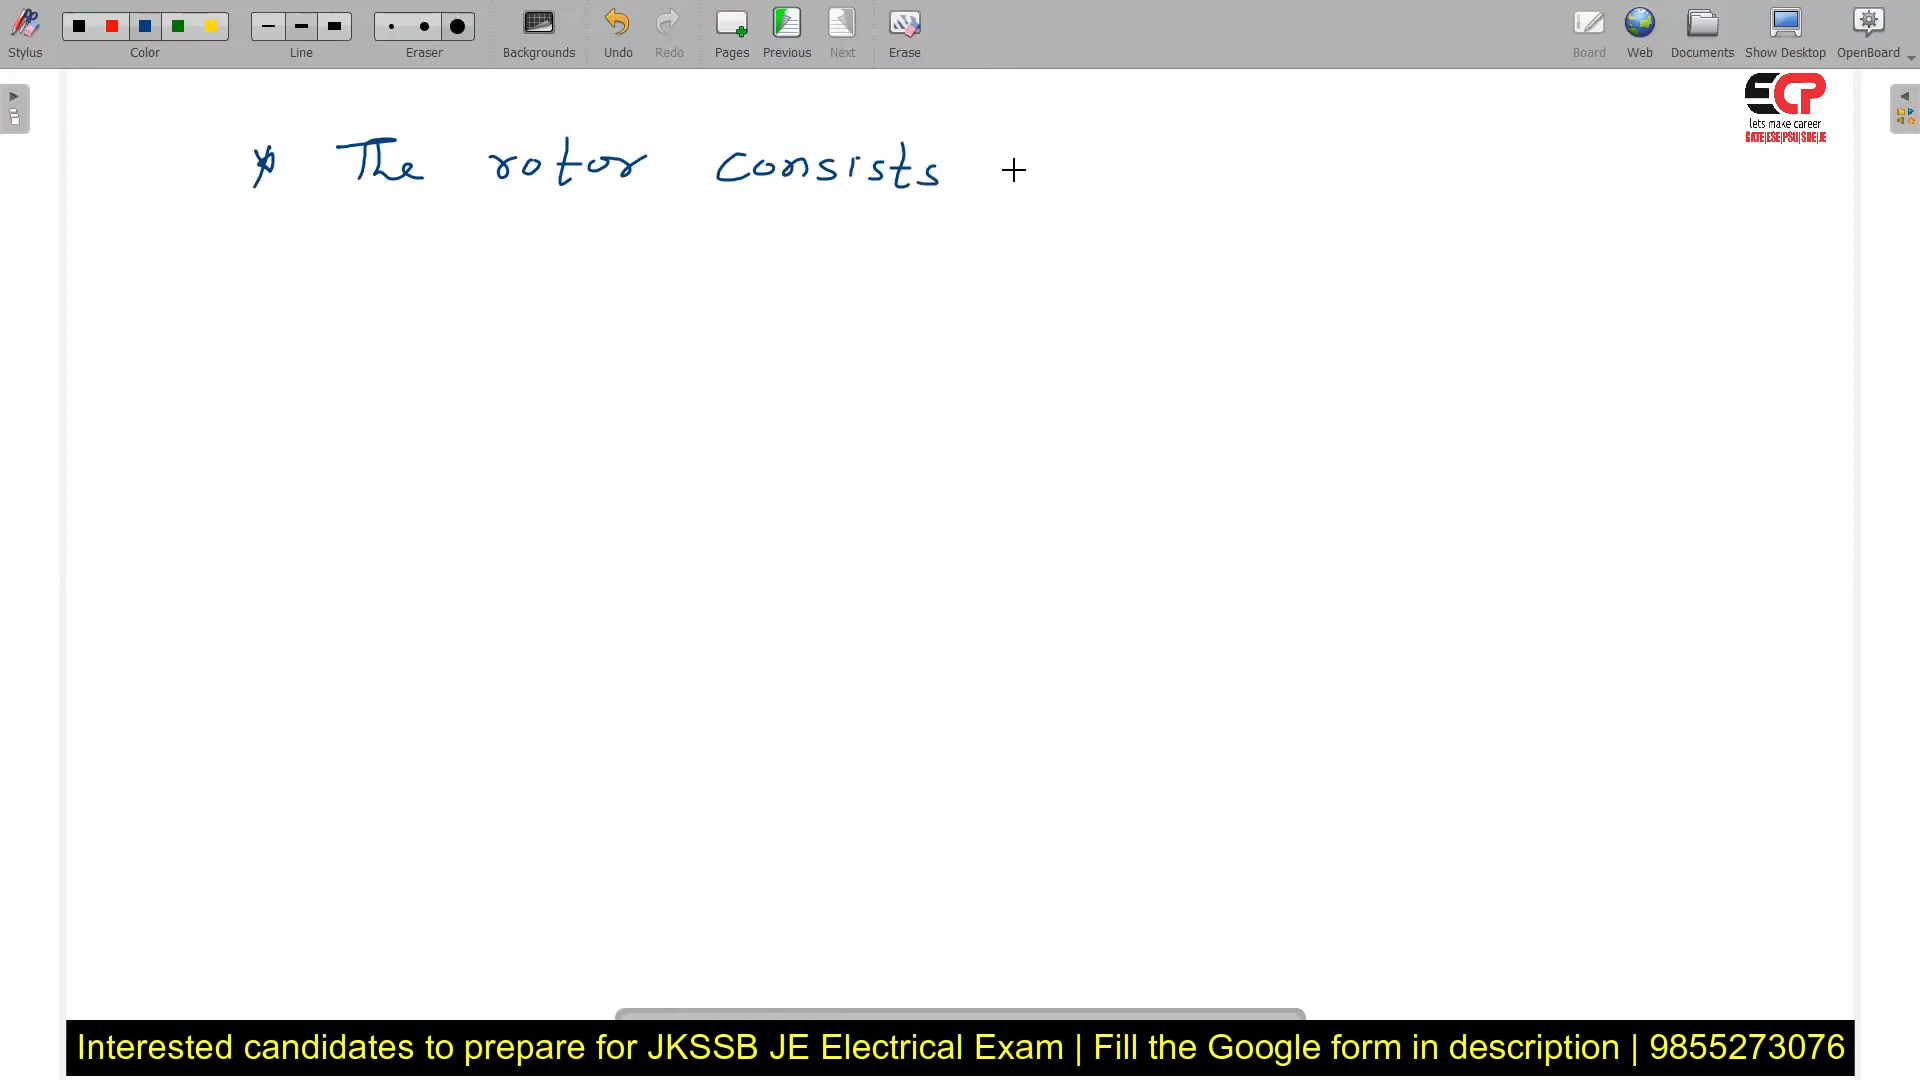 Stylus Color Line Eraser Backgrounds Undo Redo Pages Previous Next Erase Board Web Documents Show Desktop OpenBoard
ECP
lets make career
GATE|ESE|PSU|SDE|JE
* The rotor consists
Interested candidates to prepare for JKSSB JE Electrical Exam | Fill the Google form in description | 9855273076